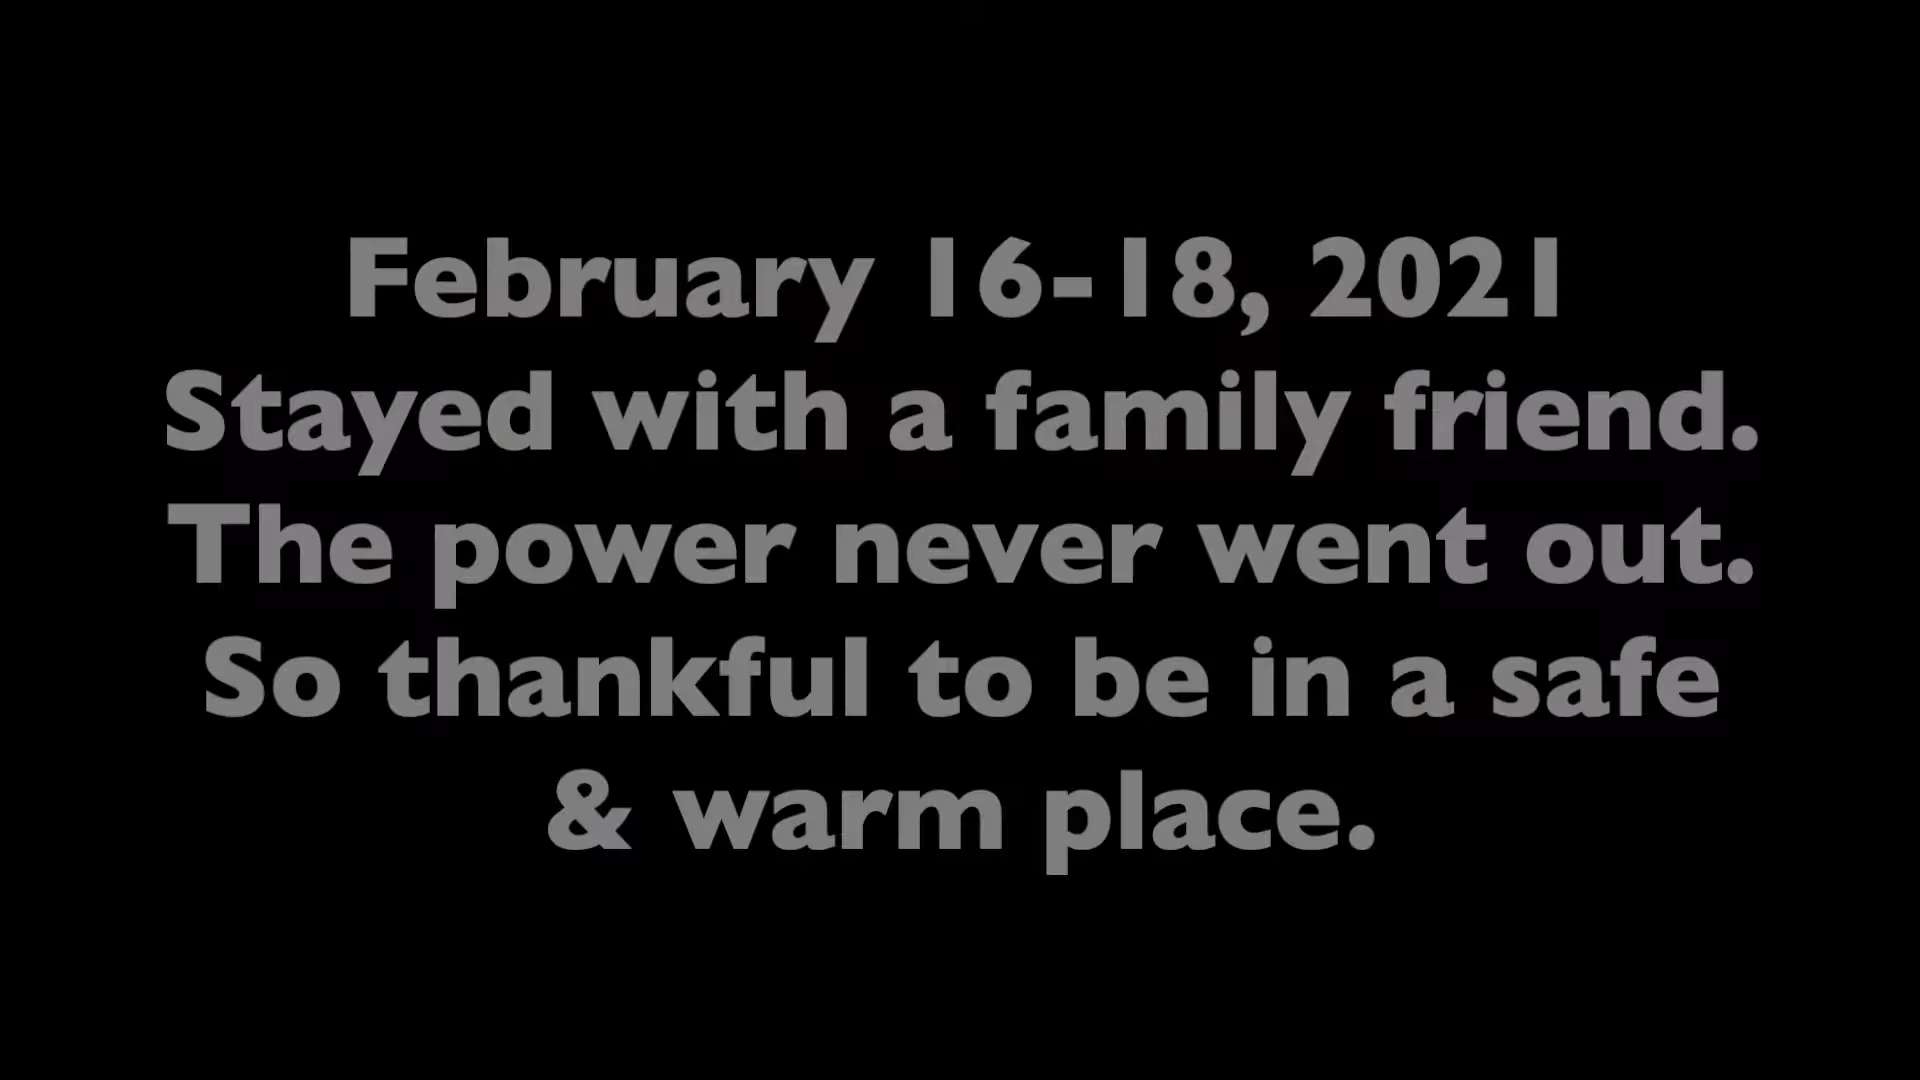 February 16-18, 2021
Stayed with a family friend.
The power never went out.
So thankful to be in a safe
& warm place.